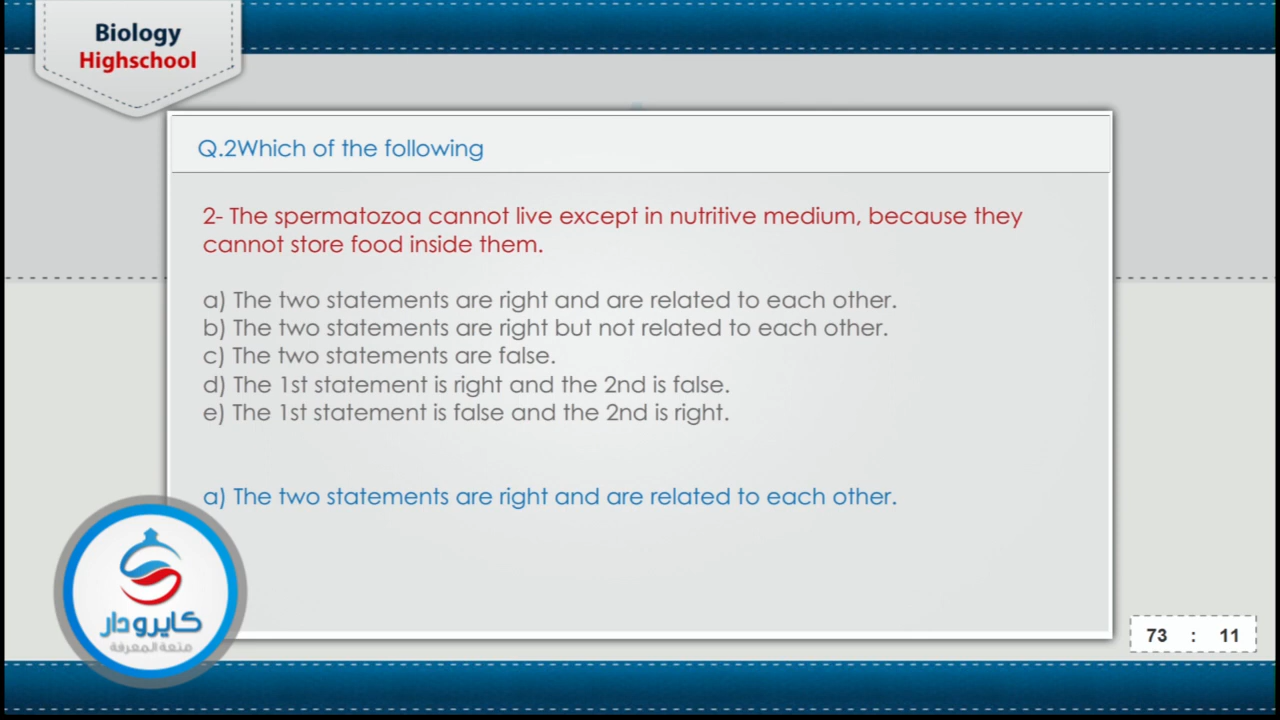 Biology
Highschool
Q.2Which of the following
2- The spermatozoa cannot live except in nutritive medium, because they
cannot store food inside them.
a) The two statements are right and are related to each other.
b) The two statements are right but not related to each other.
c) The two statements are false.
d) The 1st statement is right and the 2nd is false.
e) The 1st statement is false and the 2nd is right.
a) The two statements are right and are related to each other.
كايرودار
متعة المعرفة
73 : 11